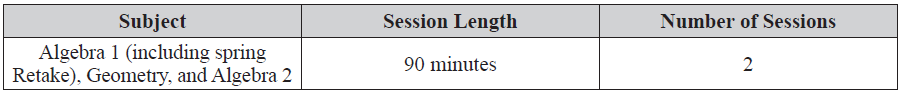 Subject Session Length Number of Sessions
Algebra 1 (including spring
Retake), Geometry, and Algebra 2
90 minutes
2